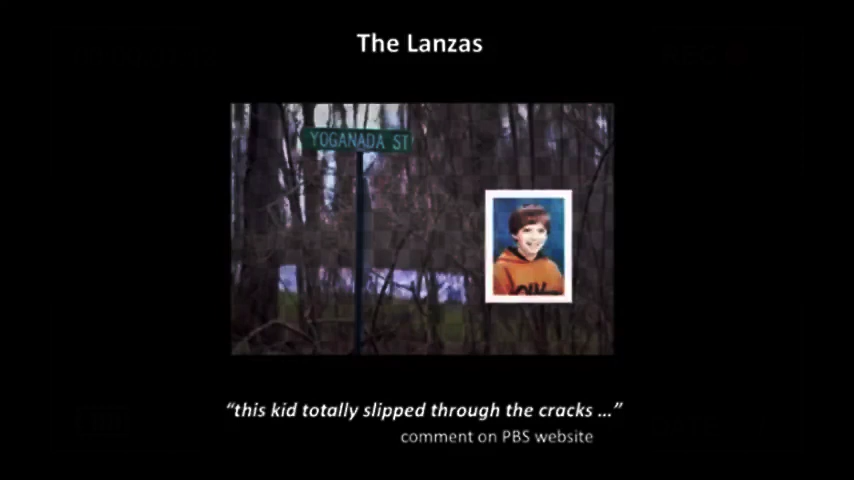 The Lanzas
YOGANADA ST
“this kid totally slipped through the cracks ...”
comment on PBS website